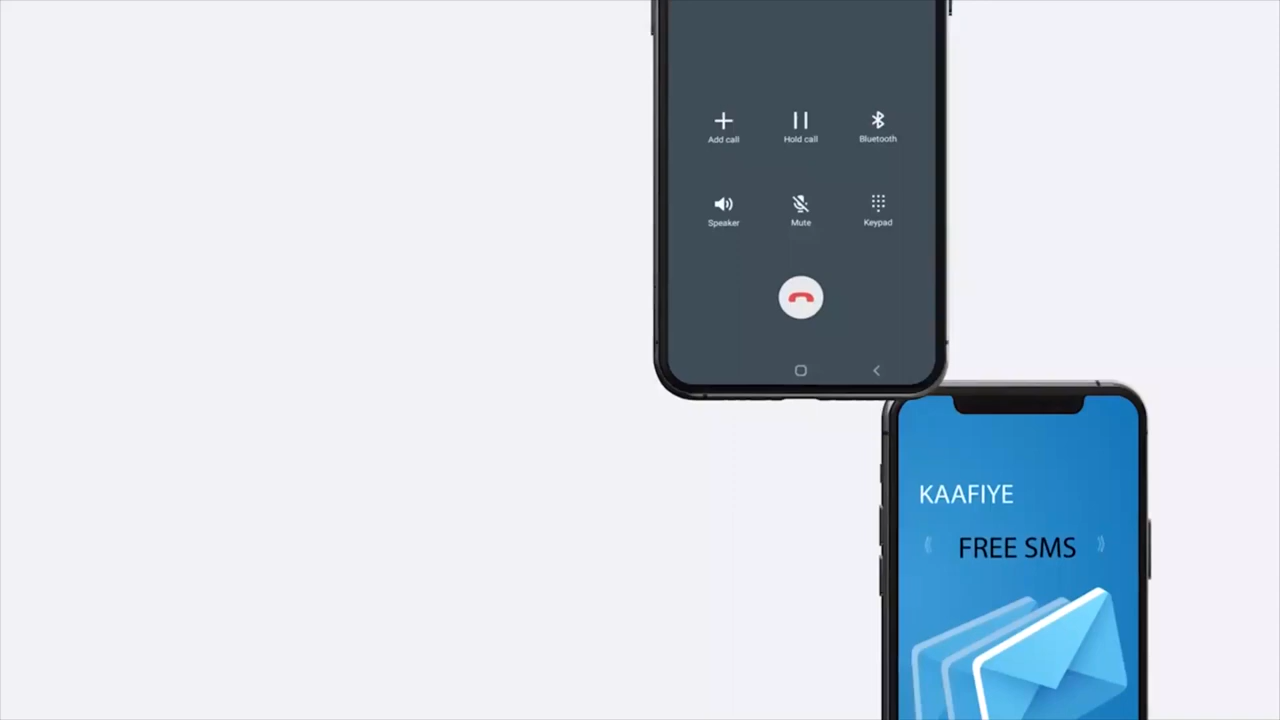 Add call Hold call Bluetooth
Speaker Mute Keypad
KAAFIYE
FREE SMS